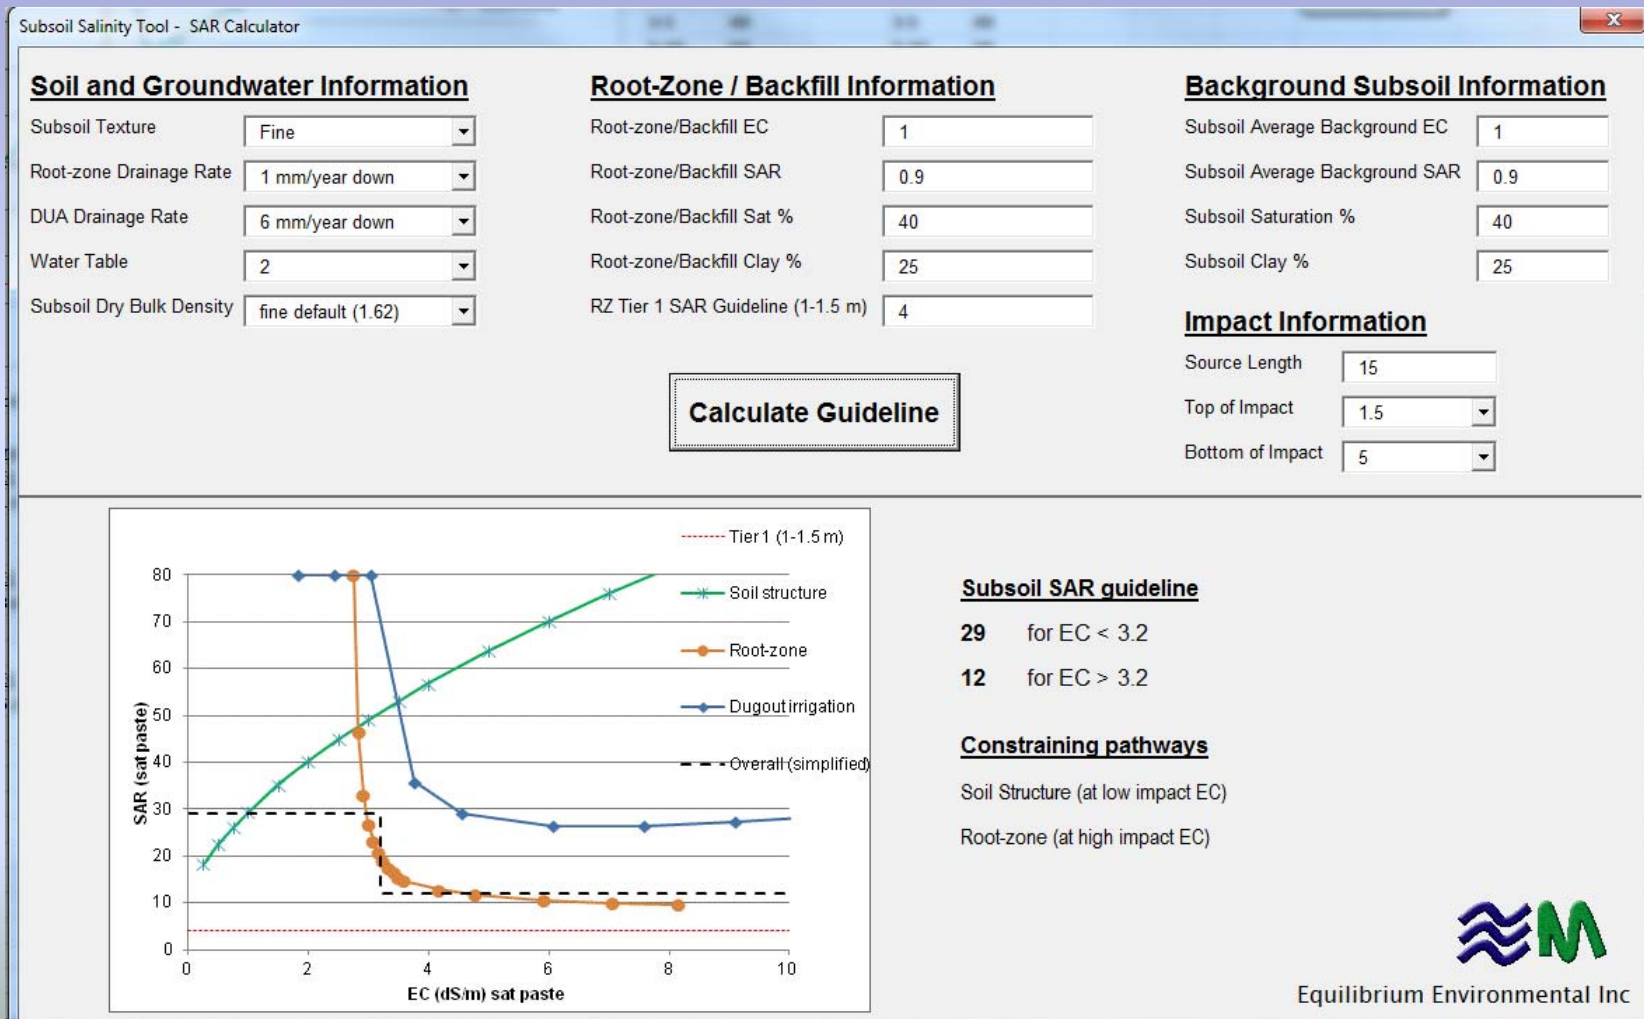 Subsoil Salinity Tool - SAR Calculator
X
Soil and Groundwater Information
Subsoil Texture
Fine
Root-zone Drainage Rate
1 mm/year down
DUA Drainage Rate
6 mm/year down
Water Table
2
Subsoil Dry Bulk Density
fine default (1.62)
Root-Zone / Backfill Information
Root-zone/Backfill EC
1
Root-zone/Backfill SAR
0.9
Root-zone/Backfill Sat %
40
Root-zone/Backfill Clay %
25
RZ Tier 1 SAR Guideline (1-1.5 m)
4
Calculate Guideline
Background Subsoil Information
Subsoil Average Background EC
1
Subsoil Average Background SAR
0.9
Subsoil Saturation %
40
Subsoil Clay %
25
Impact Information
Source Length
15
Top of Impact
1.5
Bottom of Impact
5
SAR (sat paste)
80
70
60
50
40
30
20
10
0
0 2 4 6 8 10
EC (dS/m) sat paste
Tier 1 (1-1.5 m)
Soil structure
Root-zone
Dugout irrigation
Overall (simplified)
Subsoil SAR guideline
29 for EC < 3.2
12 for EC > 3.2
Constraining pathways
Soil Structure (at low impact EC)
Root-zone (at high impact EC)
Equilibrium Environmental Inc